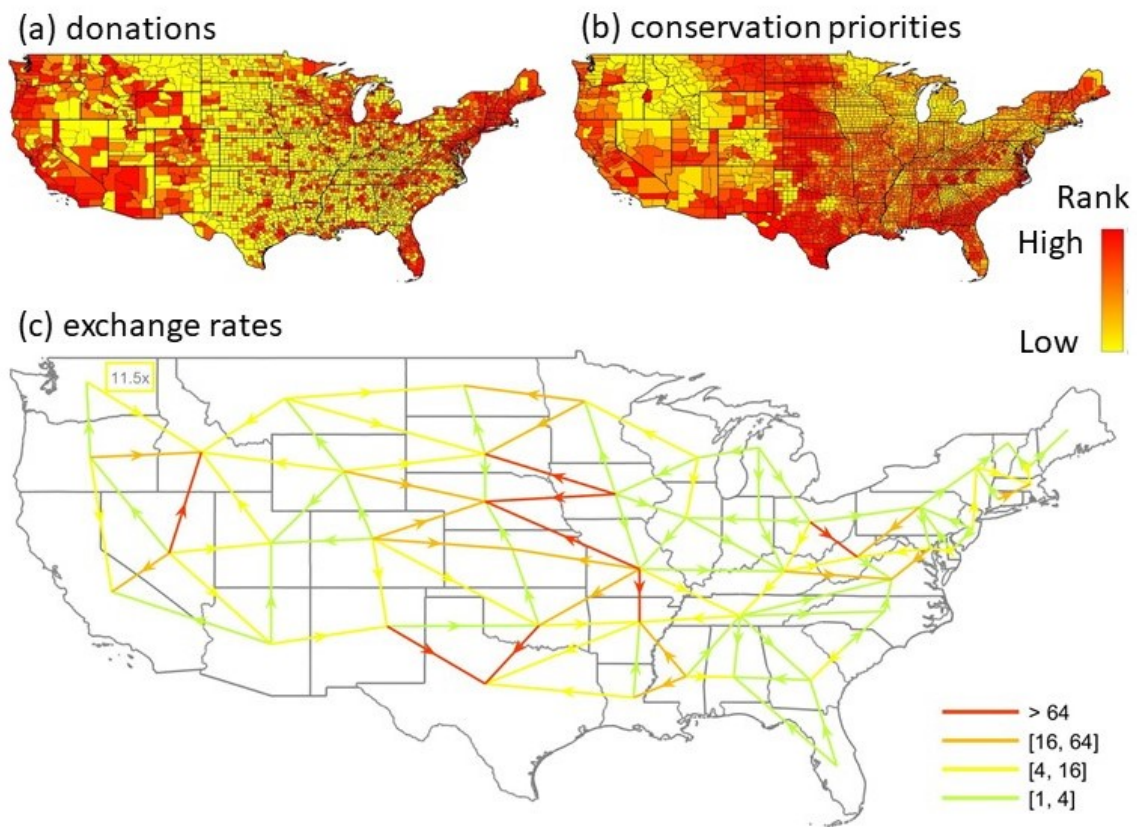 (a) donations
(b) conservation priorities
Rank
High
Low
(c) exchange rates
11.5x
> 64
[16, 64]
[4, 16]
[1, 4]